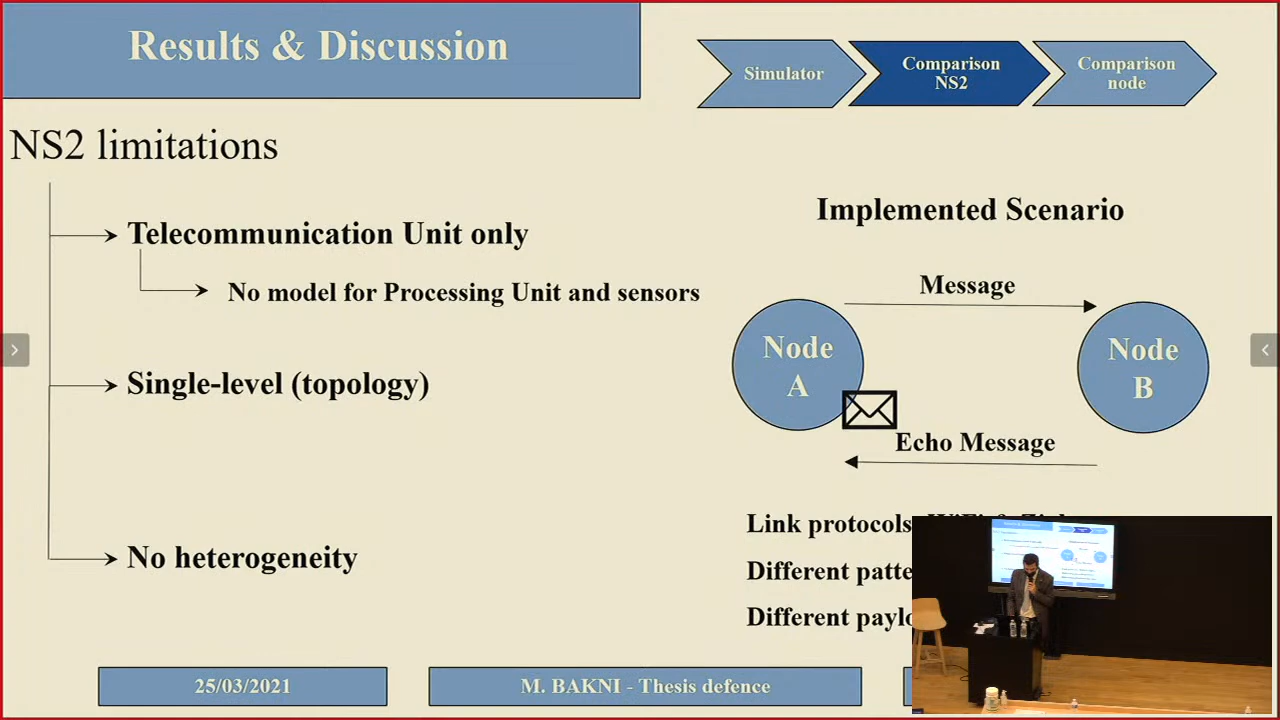 Results & Discussion
Simulator
Comparison
NS2
Comparison
node
NS2 limitations
Telecommunication Unit only
No model for Processing Unit and sensors
Single-level (topology)
No heterogeneity
Implemented Scenario
Message
Node
A
Node
B
Echo Message
Link protocols
Different
Different
25/03/2021
M. BAKNI - Thesis defence